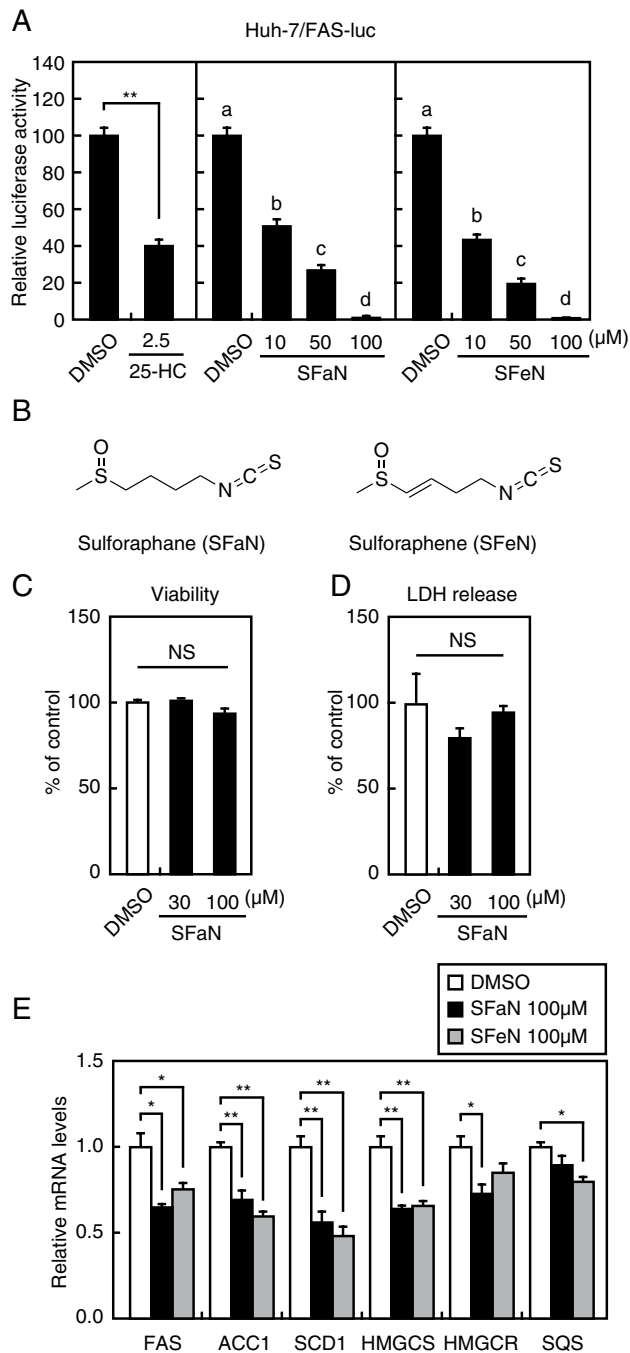 A
Huh-7/FAS-luc
Relative luciferase activity
140
120
100
80
60
40
20
0
**
a
b
c
d
a
b
c
d
DMSO
2.5
25-HC
DMSO
10 50 100
SFaN
DMSO
10 50 100 (µM)
SFeN
B
O
S
N
C
S
O
S
N
C
S
Sulforaphane (SFaN)
Sulforaphene (SFeN)
C
Viability
% of control
150
100
50
0
NS
DMSO
30 100 (µM)
SFaN
D
LDH release
% of control
150
100
50
0
NS
DMSO
30 100 (µM)
SFaN
DMSO
SFaN 100µM
SFeN 100µM
E
Relative mRNA levels
1.5
1.0
0.5
0.0
*
*
**
**
**
**
**
**
*
*
FAS ACC1 SCD1 HMGCS HMGCR SQS